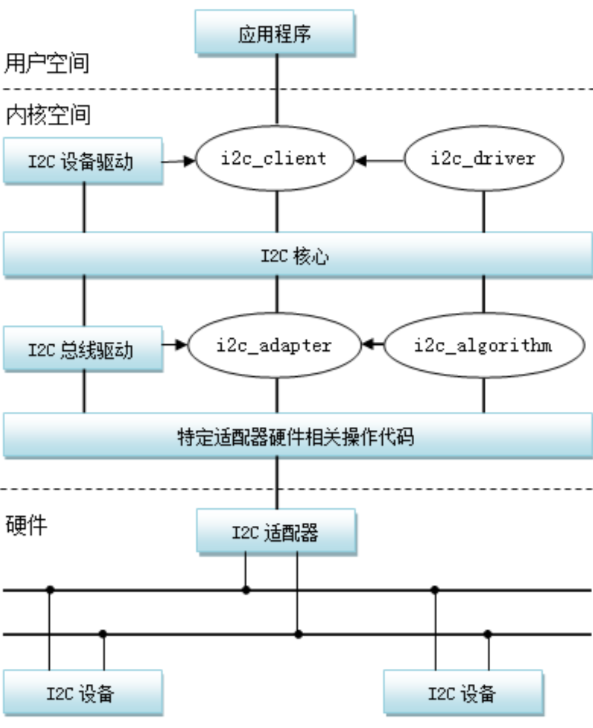 应用程序
用户空间
内核空间
I2C 设备驱动
i2c_client
i2c_driver
I2C 核心
I2C 总线驱动
i2c_adapter
i2c_algorithm
特定适配器硬件相关操作代码
硬件
I2C 适配器
I2C 设备
I2C 设备